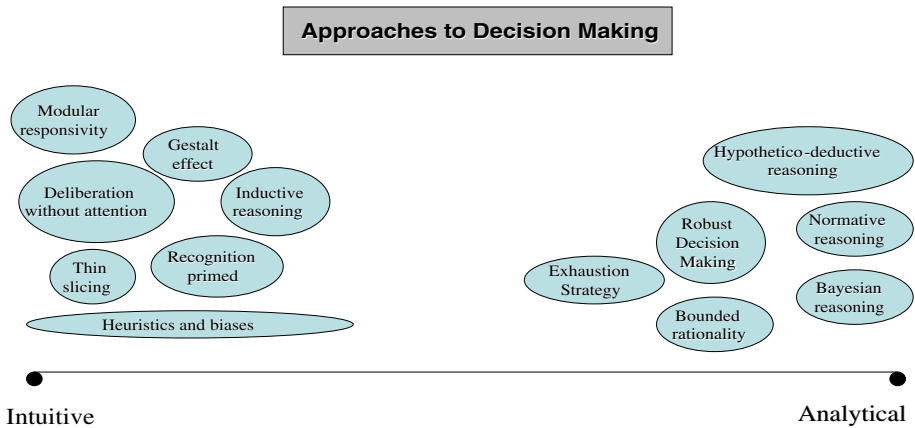 Approaches to Decision Making
Modular
responsivity
Gestalt
effect
Deliberation
without attention
Inductive
reasoning
Thin
slicing
Recognition
primed
Heuristics and biases
Hypothetico-deductive
reasoning
Robust
Decision
Making
Normative
reasoning
Exhaustion
Strategy
Bayesian
reasoning
Bounded
rationality
Intuitive
Analytical